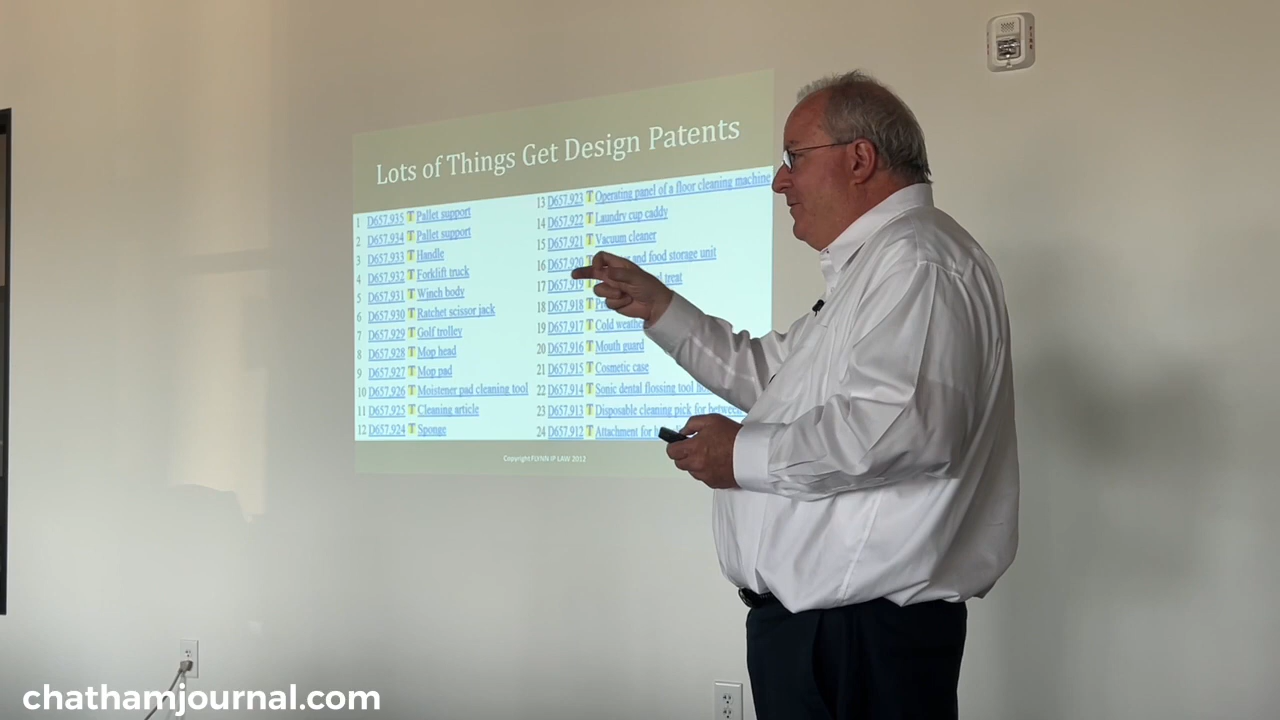 Lots of Things Get Design Patents
1 D657,935 T Pallet support
2 D657,934 T Pallet support
3 D657,933 T Handle
4 D657,932 T Forklift truck
5 D657,931 T Winch body
6 D657,930 T Ratchet scissor jack
7 D657,929 T Golf trolley
8 D657,928 T Mop head
9 D657,927 T Mop pad
10 D657,926 T Moistener pad cleaning tool
11 D657,925 T Cleaning article
12 D657,924 T Sponge
13 D657,923 T Operating panel of a floor cleaning machine
14 D657,922 T Laundry cup caddy
15 D657,921 T Vacuum cleaner
16 D657,920 T and food storage unit
17 D657,919 T treat
18 D657,918 T
19 D657,917 T Cold
20 D657,916 T Mouth guard
21 D657,915 T Cosmetic case
22 D657,914 T Sonic dental flossing tool
23 D657,913 T Disposable cleaning pick for
24 D657,912 T Attachment for
Copyright FLYNN IP LAW 2012
FIRE
chathamjournal.com